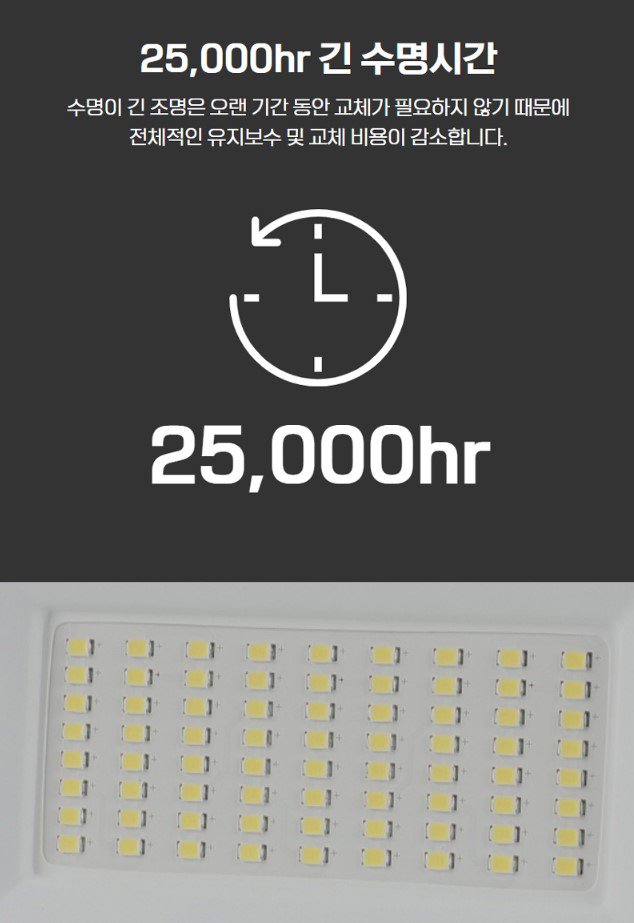 25,000hr 긴 수명시간
수명이 긴 조명은 오랜 기간 동안 교체가 필요하지 않기 때문에
전체적인 유지보수 및 교체 비용이 감소합니다.
25,000hr